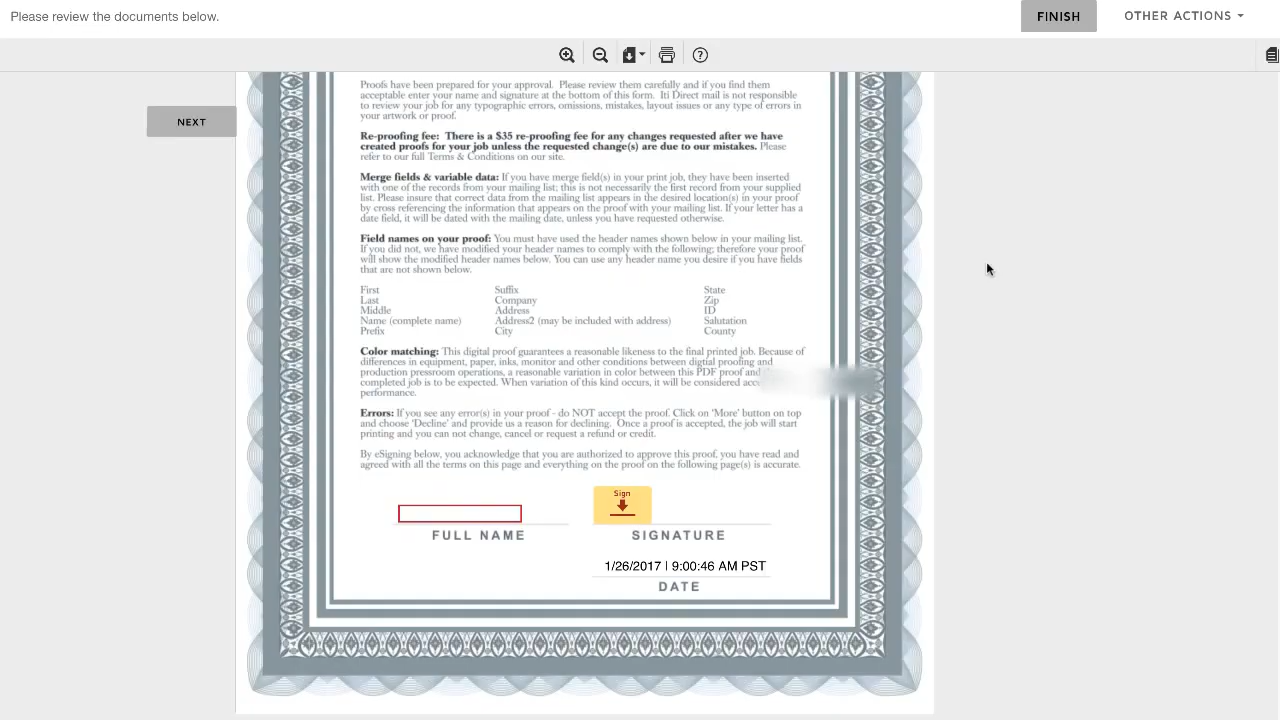 Please review the documents below.
FINISH
OTHER ACTIONS
NEXT
Proofs have been prepared for your approval. Please review them carefully and if you find them
acceptable enter your name and signature at the bottom of this form. Iti Direct mail is not responsible
to review your job for any typographic errors, omissions, mistakes, layout issues or any type of errors in
your artwork or proof.
Re-proofing fee: There is a $35 re-proofing fee for any changes requested after we have
created proofs for your job unless the requested change(s) are due to our mistakes. Please
refer to our full Terms & Conditions on our site.
Merge fields & variable data: If you have merge field(s) in your print job, they have been inserted
with one of the records from your mailing list; this is not necessarily the first record from your supplied
list. Please insure that correct data from the mailing list appears in the desired location(s) in your proof
by cross referencing the information that appears on the proof with your mailing list. If your letter has a
date field, it will be dated with the mailing date, unless you have requested otherwise.
Field names on your proof: You must have used the header names shown below in your mailing list.
If you did not, we have modified your header names to comply with the following; therefore your proof
will show the modified header names below. You can use any header name you desire if you have fields
that are not shown below.
First Suffix State
Last Company Zip
Middle Address ID
Name (complete name) Address2 (may be included with address) Salutation
Prefix City County
Color matching: This digital proof guarantees a reasonable likeness to the final printed job. Because of
differences in equipment, paper, inks, monitor and other conditions between digtial proofing and
production pressroom operations, a reasonable variation in color between this PDF proof and
completed job is to be expected. When variation of this kind occurs, it will be considered
performance.
Errors: If you see any error(s) in your proof - do NOT accept the proof. Click on 'More' button on top
and choose 'Decline' and provide us a reason for declining. Once a proof is accepted, the job will start
printing and you can not change, cancel or request a refund or credit.
By eSigning below, you acknowledge that you are authorized to approve this proof, you have read and
agreed with all the terms on this page and everything on the proof on the following page(s) is accurate.
Sign
FULL NAME SIGNATURE
1/26/2017 | 9:00:46 AM PST
DATE